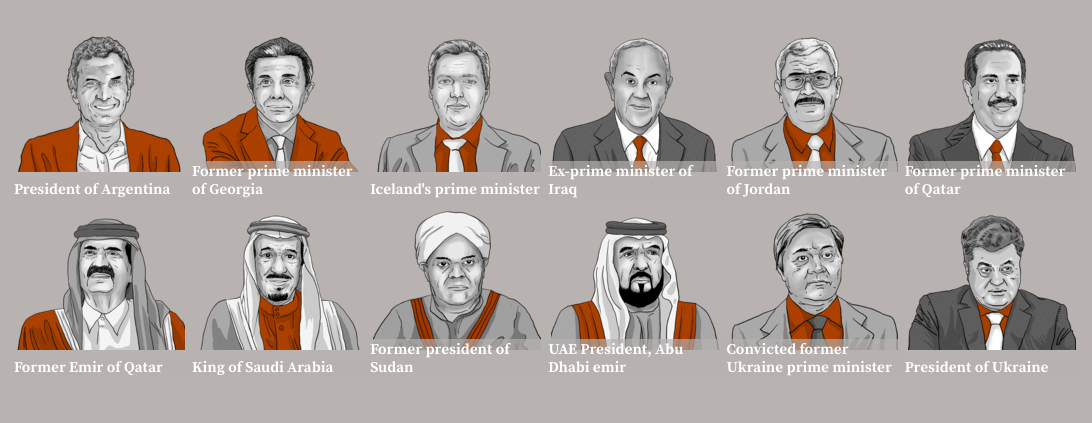 President of Argentina
Former prime minister
of Georgia
Iceland's prime minister
Ex-prime minister of
Iraq
Former prime minister
of Jordan
Former prime minister
of Qatar
Former Emir of Qatar
King of Saudi Arabia
Former president of
Sudan
UAE President, Abu
Dhabi emir
Convicted former
Ukraine prime minister
President of Ukraine